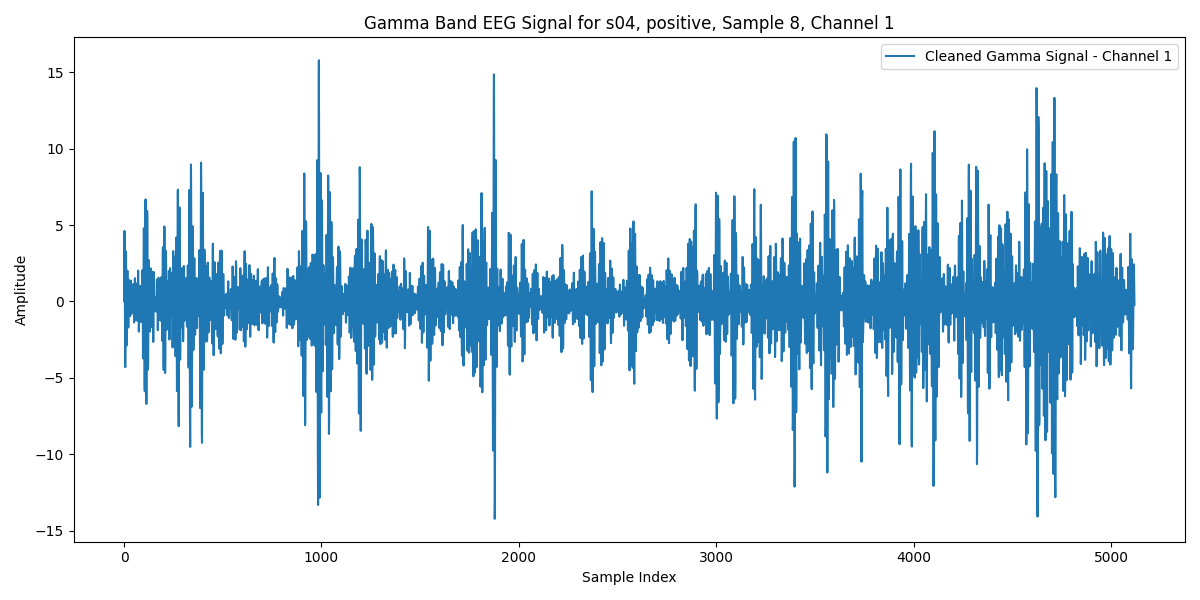 Gamma Band EEG Signal for s04, positive, Sample 8, Channel 1
Cleaned Gamma Signal - Channel 1
15
10
5
0
−5
−10
−15
Amplitude
0 1000 2000 3000 4000 5000
Sample Index